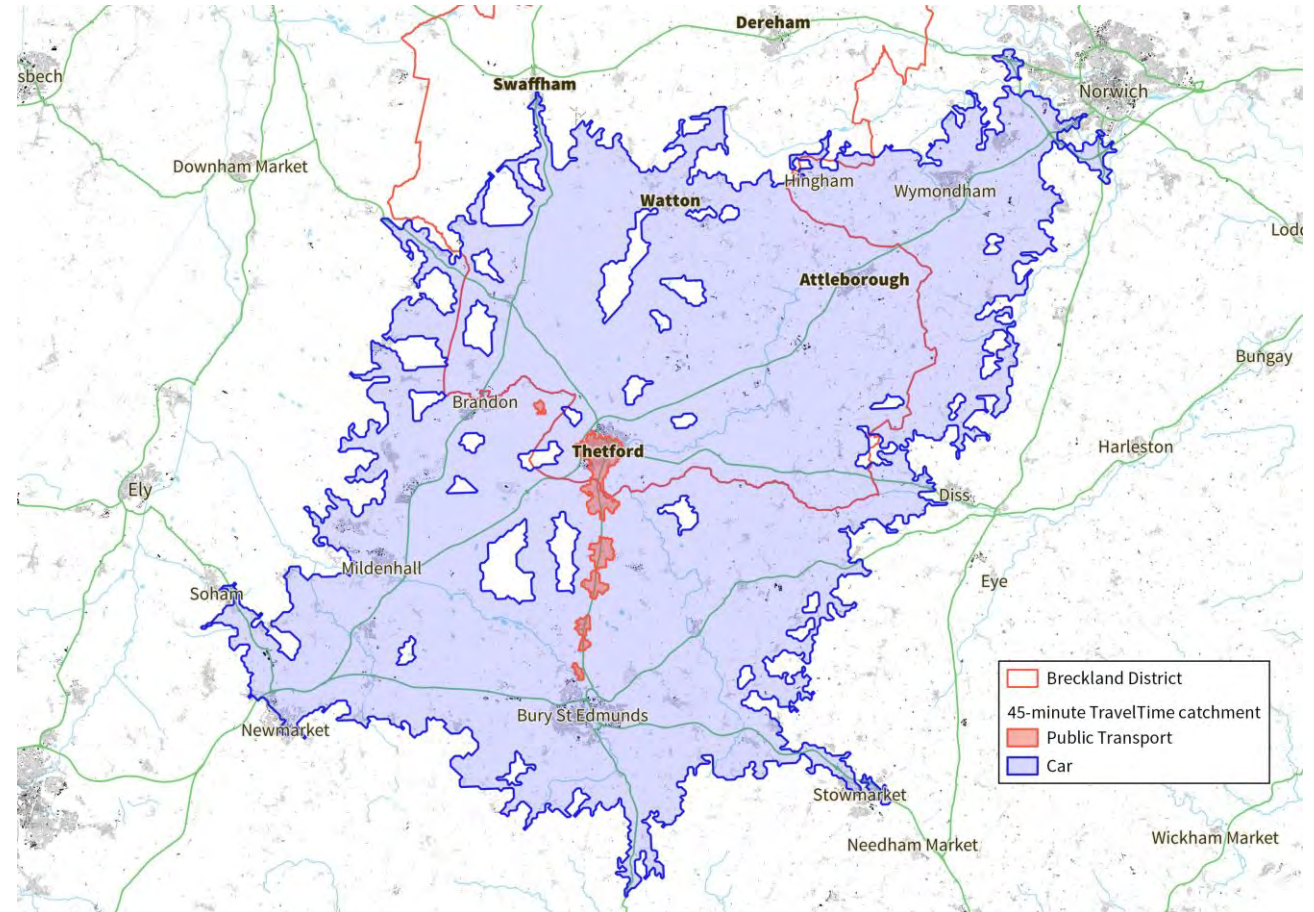 Dereham
sbech
Swaffham
Norwich
Downham Market
Hingham
Wymondham
Watton
Lodd
Attleborough
Bungay
Brandon
Thetford
Harleston
Ely
Diss
Mildenhall
Eye
Soham
Bury St Edmunds
Newmarket
Stowmarket
Needham Market
Wickham Market
Breckland District
45-minute TravelTime catchment
Public Transport
Car